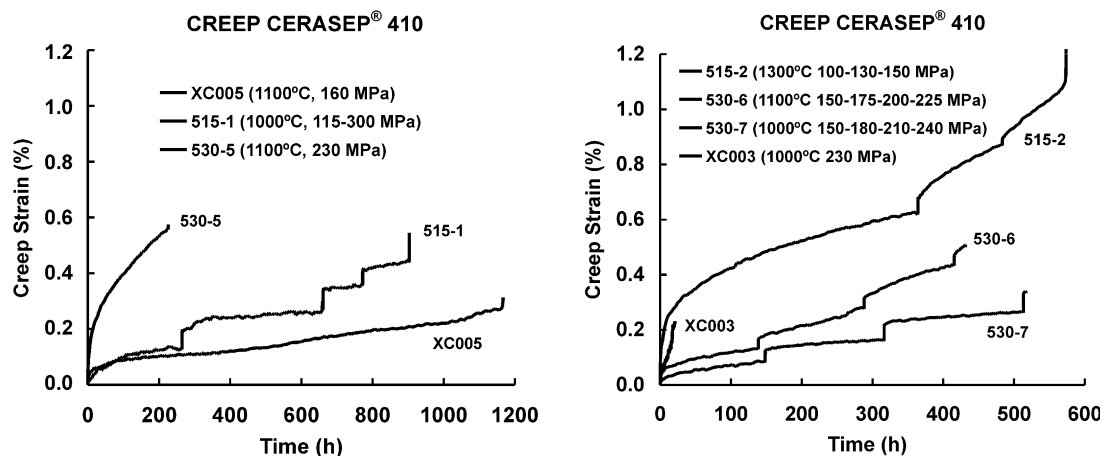 CREEP CERASEP® 410
1.2
1.0
0.8
0.6
0.4
0.2
0.0
Creep Strain (%)
XC005 (1100ºC, 160 MPa)
515-1 (1000ºC, 115-300 MPa)
530-5 (1100ºC, 230 MPa)
530-5
515-1
XC005
0 200 400 600 800 1000 1200
Time (h)
CREEP CERASEP® 410
1.2
1.0
0.8
0.6
0.4
0.2
0.0
Creep Strain (%)
515-2 (1300ºC 100-130-150 MPa)
530-6 (1100ºC 150-175-200-225 MPa)
530-7 (1000ºC 150-180-210-240 MPa)
XC003 (1000ºC 230 MPa)
515-2
530-6
XC003
530-7
0 100 200 300 400 500 600
Time (h)